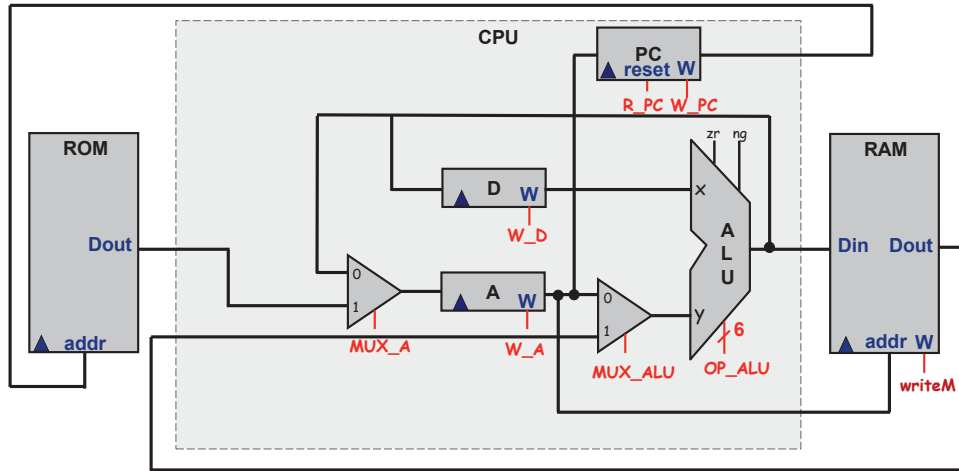 CPU
PC
reset W
R_PC W_PC
ROM
zr ng
RAM
D
W
x
W_D
Dout
A L U
Din
Dout
0
1
A
W
0
1
y
addr
MUX_A
W_A
MUX_ALU
6
OP_ALU
addr W
writeM